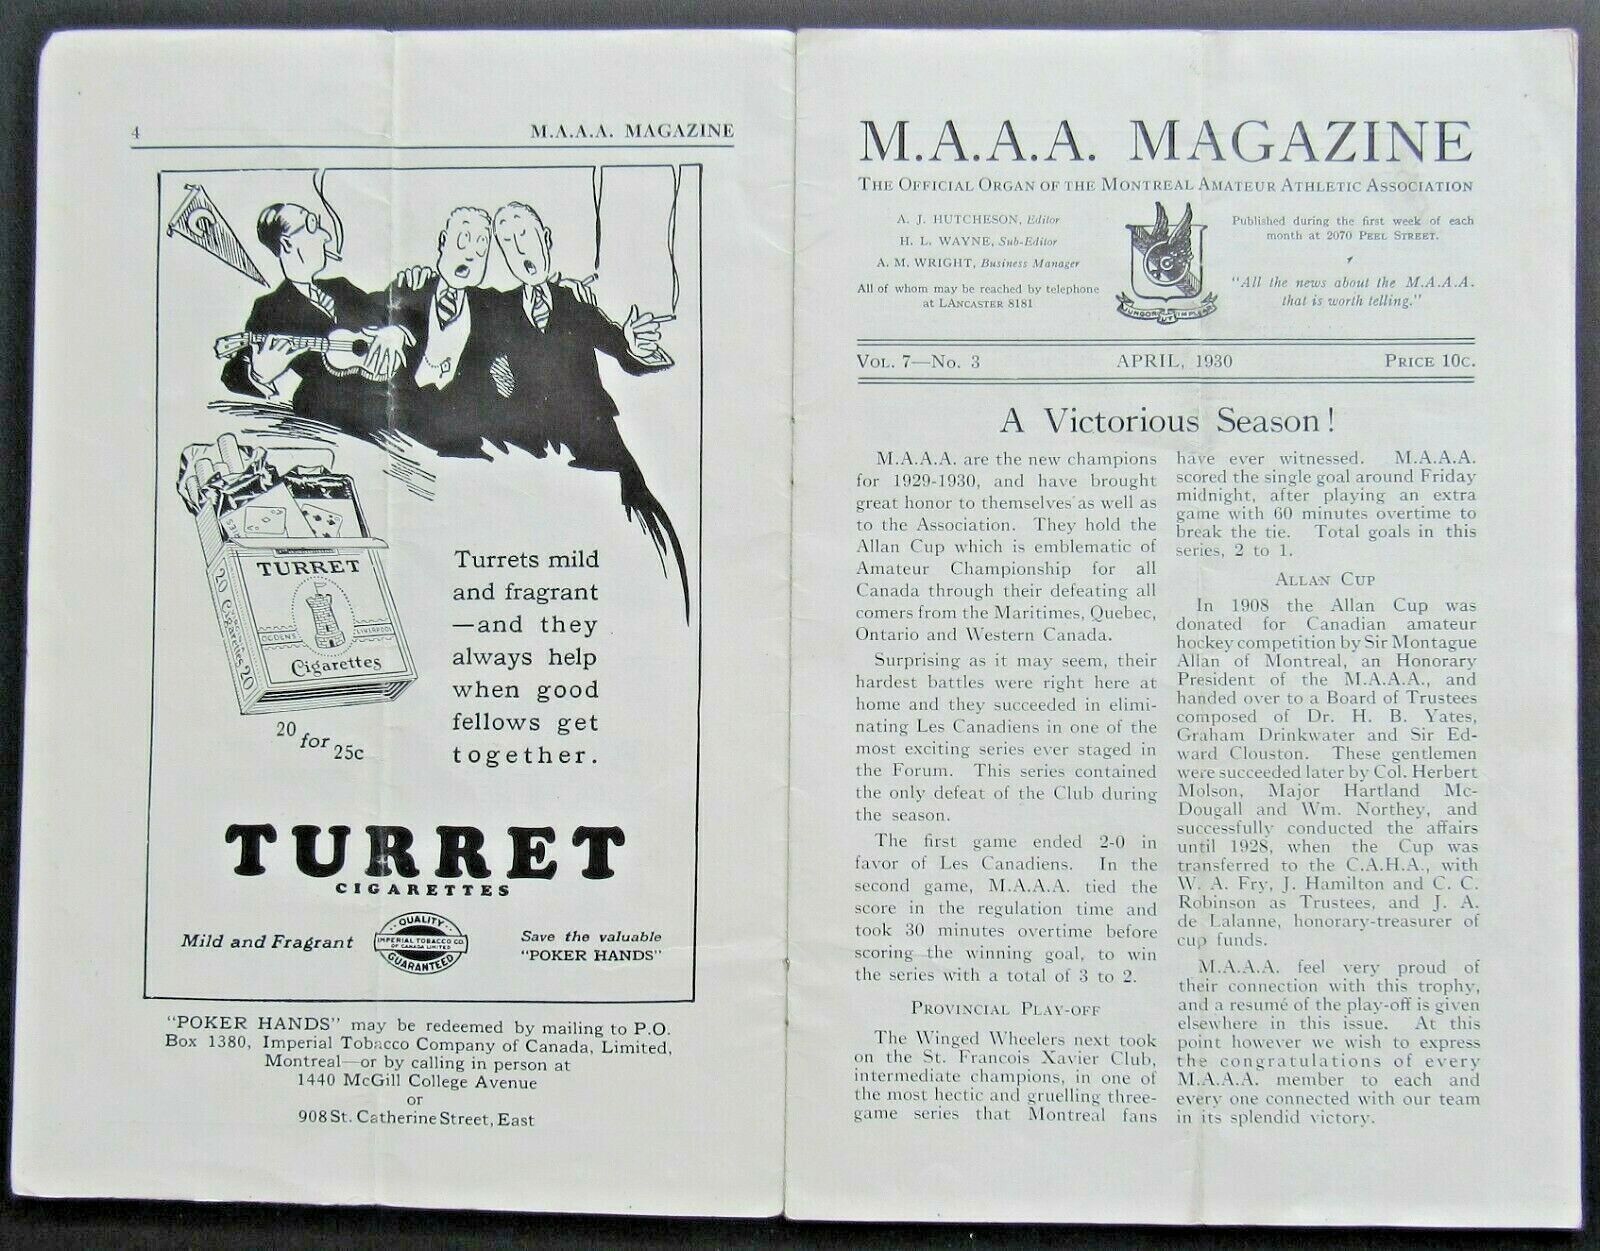 4
M.A.A.A. MAGAZINE
TURRET
20 Cigarettes 20
OGDEN'S
LIVERPOOL
Cigarettes
20 for 25c
Turrets mild
and fragrant
—and they
always help
when good
fellows get
together.
TURRET
CIGARETTES
Mild and Fragrant
QUALITY
IMPERIAL TOBACCO CO.
OF CANADA LIMITED
GUARANTEED
Save the valuable
"POKER HANDS"
"POKER HANDS" may be redeemed by mailing to P.O.
Box 1380, Imperial Tobacco Company of Canada, Limited,
Montreal—or by calling in person at
1440 McGill College Avenue
or
908 St. Catherine Street, East
M.A.A.A. MAGAZINE
THE OFFICIAL ORGAN OF THE MONTREAL AMATEUR ATHLETIC ASSOCIATION
A. J. HUTCHESON, Editor
H. L. WAYNE, Sub-Editor
A. M. WRIGHT, Business Manager
All of whom may be reached by telephone
at LANCASTER 8181
JUNGOR UT IMPLEAM
Published during the first week of each
month at 2070 PEEL STREET.
"All the news about the M.A.A.A.
that is worth telling."
VOL. 7—No. 3
APRIL, 1930
PRICE 10c.
A Victorious Season!
M.A.A.A. are the new champions
for 1929-1930, and have brought
great honor to themselves as well as
to the Association. They hold the
Allan Cup which is emblematic of
Amateur Championship for all
Canada through their defeating all
comers from the Maritimes, Quebec,
Ontario and Western Canada.
Surprising as it may seem, their
hardest battles were right here at
home and they succeeded in elimi-
nating Les Canadiens in one of the
most exciting series ever staged in
the Forum. This series contained
the only defeat of the Club during
the season.
The first game ended 2-0 in
favor of Les Canadiens. In the
second game, M.A.A.A. tied the
score in the regulation time and
took 30 minutes overtime before
scoring the winning goal, to win
the series with a total of 3 to 2.
PROVINCIAL PLAY-OFF
The Winged Wheelers next took
on the St. Francois Xavier Club,
intermediate champions, in one of
the most hectic and gruelling three-
game series that Montreal fans
have ever witnessed. M.A.A.A.
scored the single goal around Friday
midnight, after playing an extra
game with 60 minutes overtime to
break the tie. Total goals in this
series, 2 to 1.
ALLAN CUP
In 1908 the Allan Cup was
donated for Canadian amateur
hockey competition by Sir Montague
Allan of Montreal, an Honorary
President of the M.A.A.A., and
handed over to a Board of Trustees
composed of Dr. H. B. Yates,
Graham Drinkwater and Sir Ed-
ward Clouston. These gentlemen
were succeeded later by Col. Herbert
Molson, Major Hartland Mc-
Dougall and Wm. Northey, and
successfully conducted the affairs
until 1928, when the Cup was
transferred to the C.A.H.A., with
W. A. Fry, J. Hamilton and C. C.
Robinson as Trustees, and J. A.
de Lalanne, honorary-treasurer of
cup funds.
M.A.A.A. feel very proud of
their connection with this trophy,
and a resumé of the play-off is given
elsewhere in this issue. At this
point however we wish to express
the congratulations of every
M.A.A.A. member to each and
every one connected with our team
in its splendid victory.